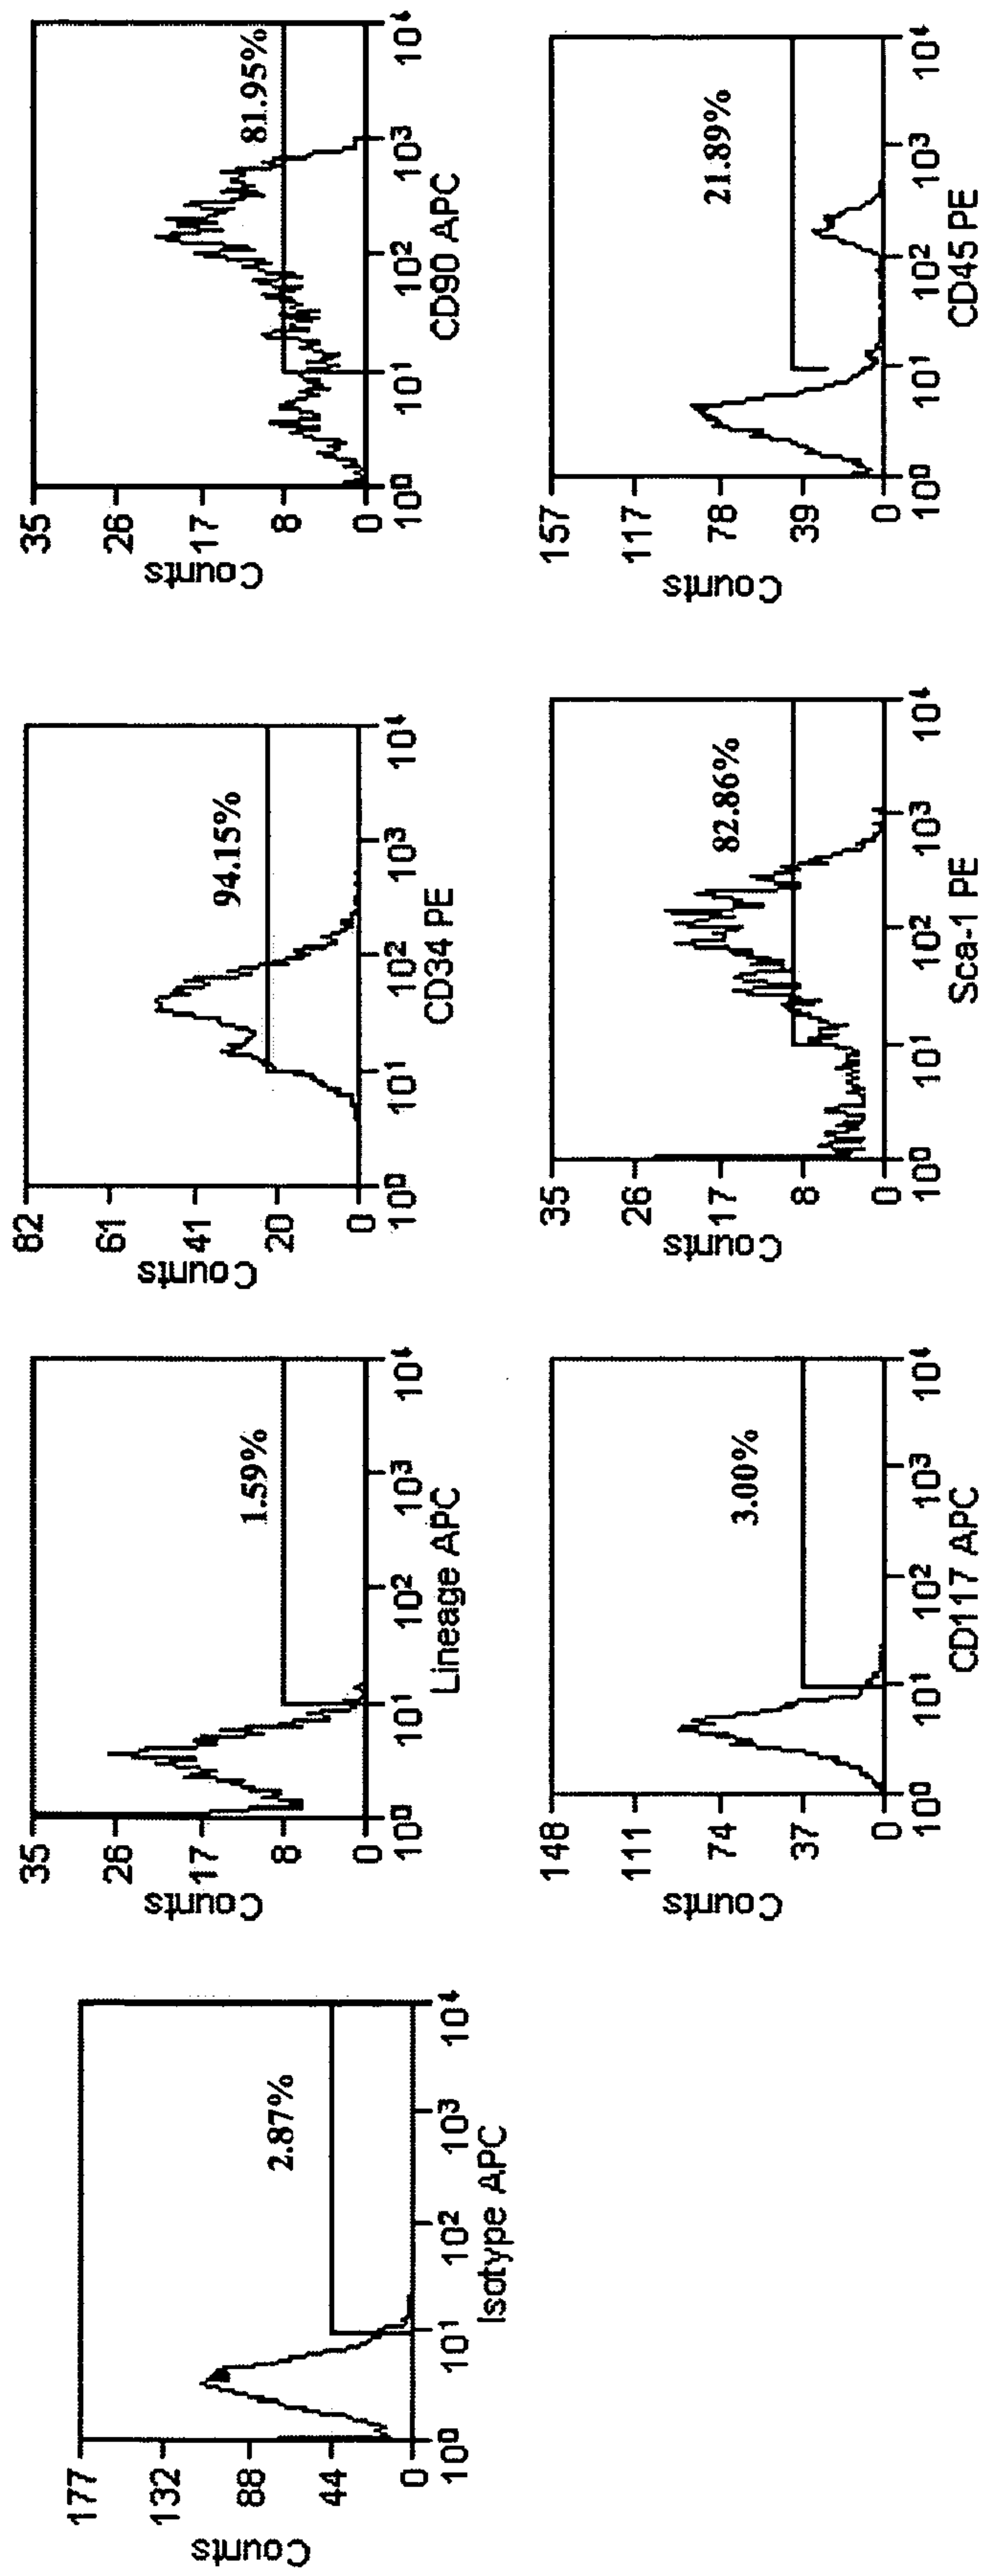 Counts
177
132
88
44
0
2.87%
10⁰ 10¹ 10² 10³ 10⁴
Isotype APC
Counts
35
26
17
8
0
1.59%
10⁰ 10¹ 10² 10³ 10⁴
Lineage APC
Counts
82
61
41
20
0
94.15%
10⁰ 10¹ 10² 10³ 10⁴
CD34 PE
Counts
35
26
17
8
0
81.95%
10⁰ 10¹ 10² 10³ 10⁴
CD90 APC
Counts
148
111
74
37
0
3.00%
10⁰ 10¹ 10² 10³ 10⁴
CD117 APC
Counts
35
26
17
8
0
82.86%
10⁰ 10¹ 10² 10³ 10⁴
Sca-1 PE
Counts
157
117
78
39
0
21.89%
10⁰ 10¹ 10² 10³ 10⁴
CD45 PE